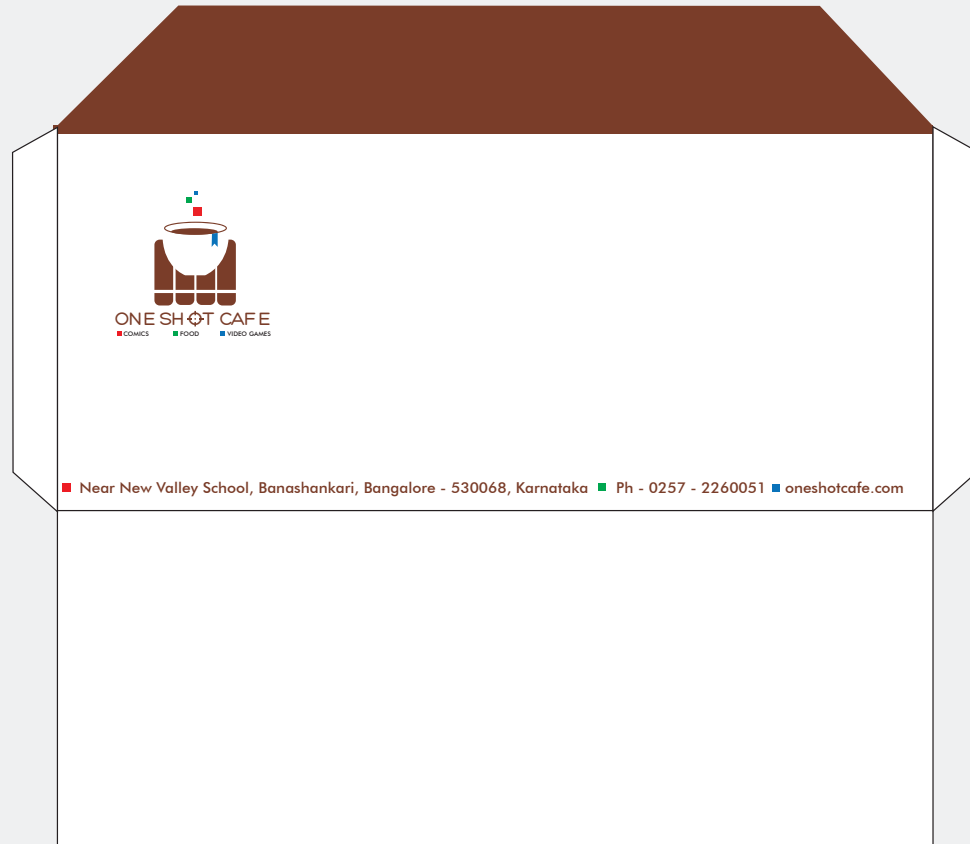 ONE SHOT CAFE
COMICS FOOD VIDEO GAMES
Near New Valley School, Banashankari, Bangalore - 530068, Karnataka Ph - 0257 - 2260051 oneshotcafe.com